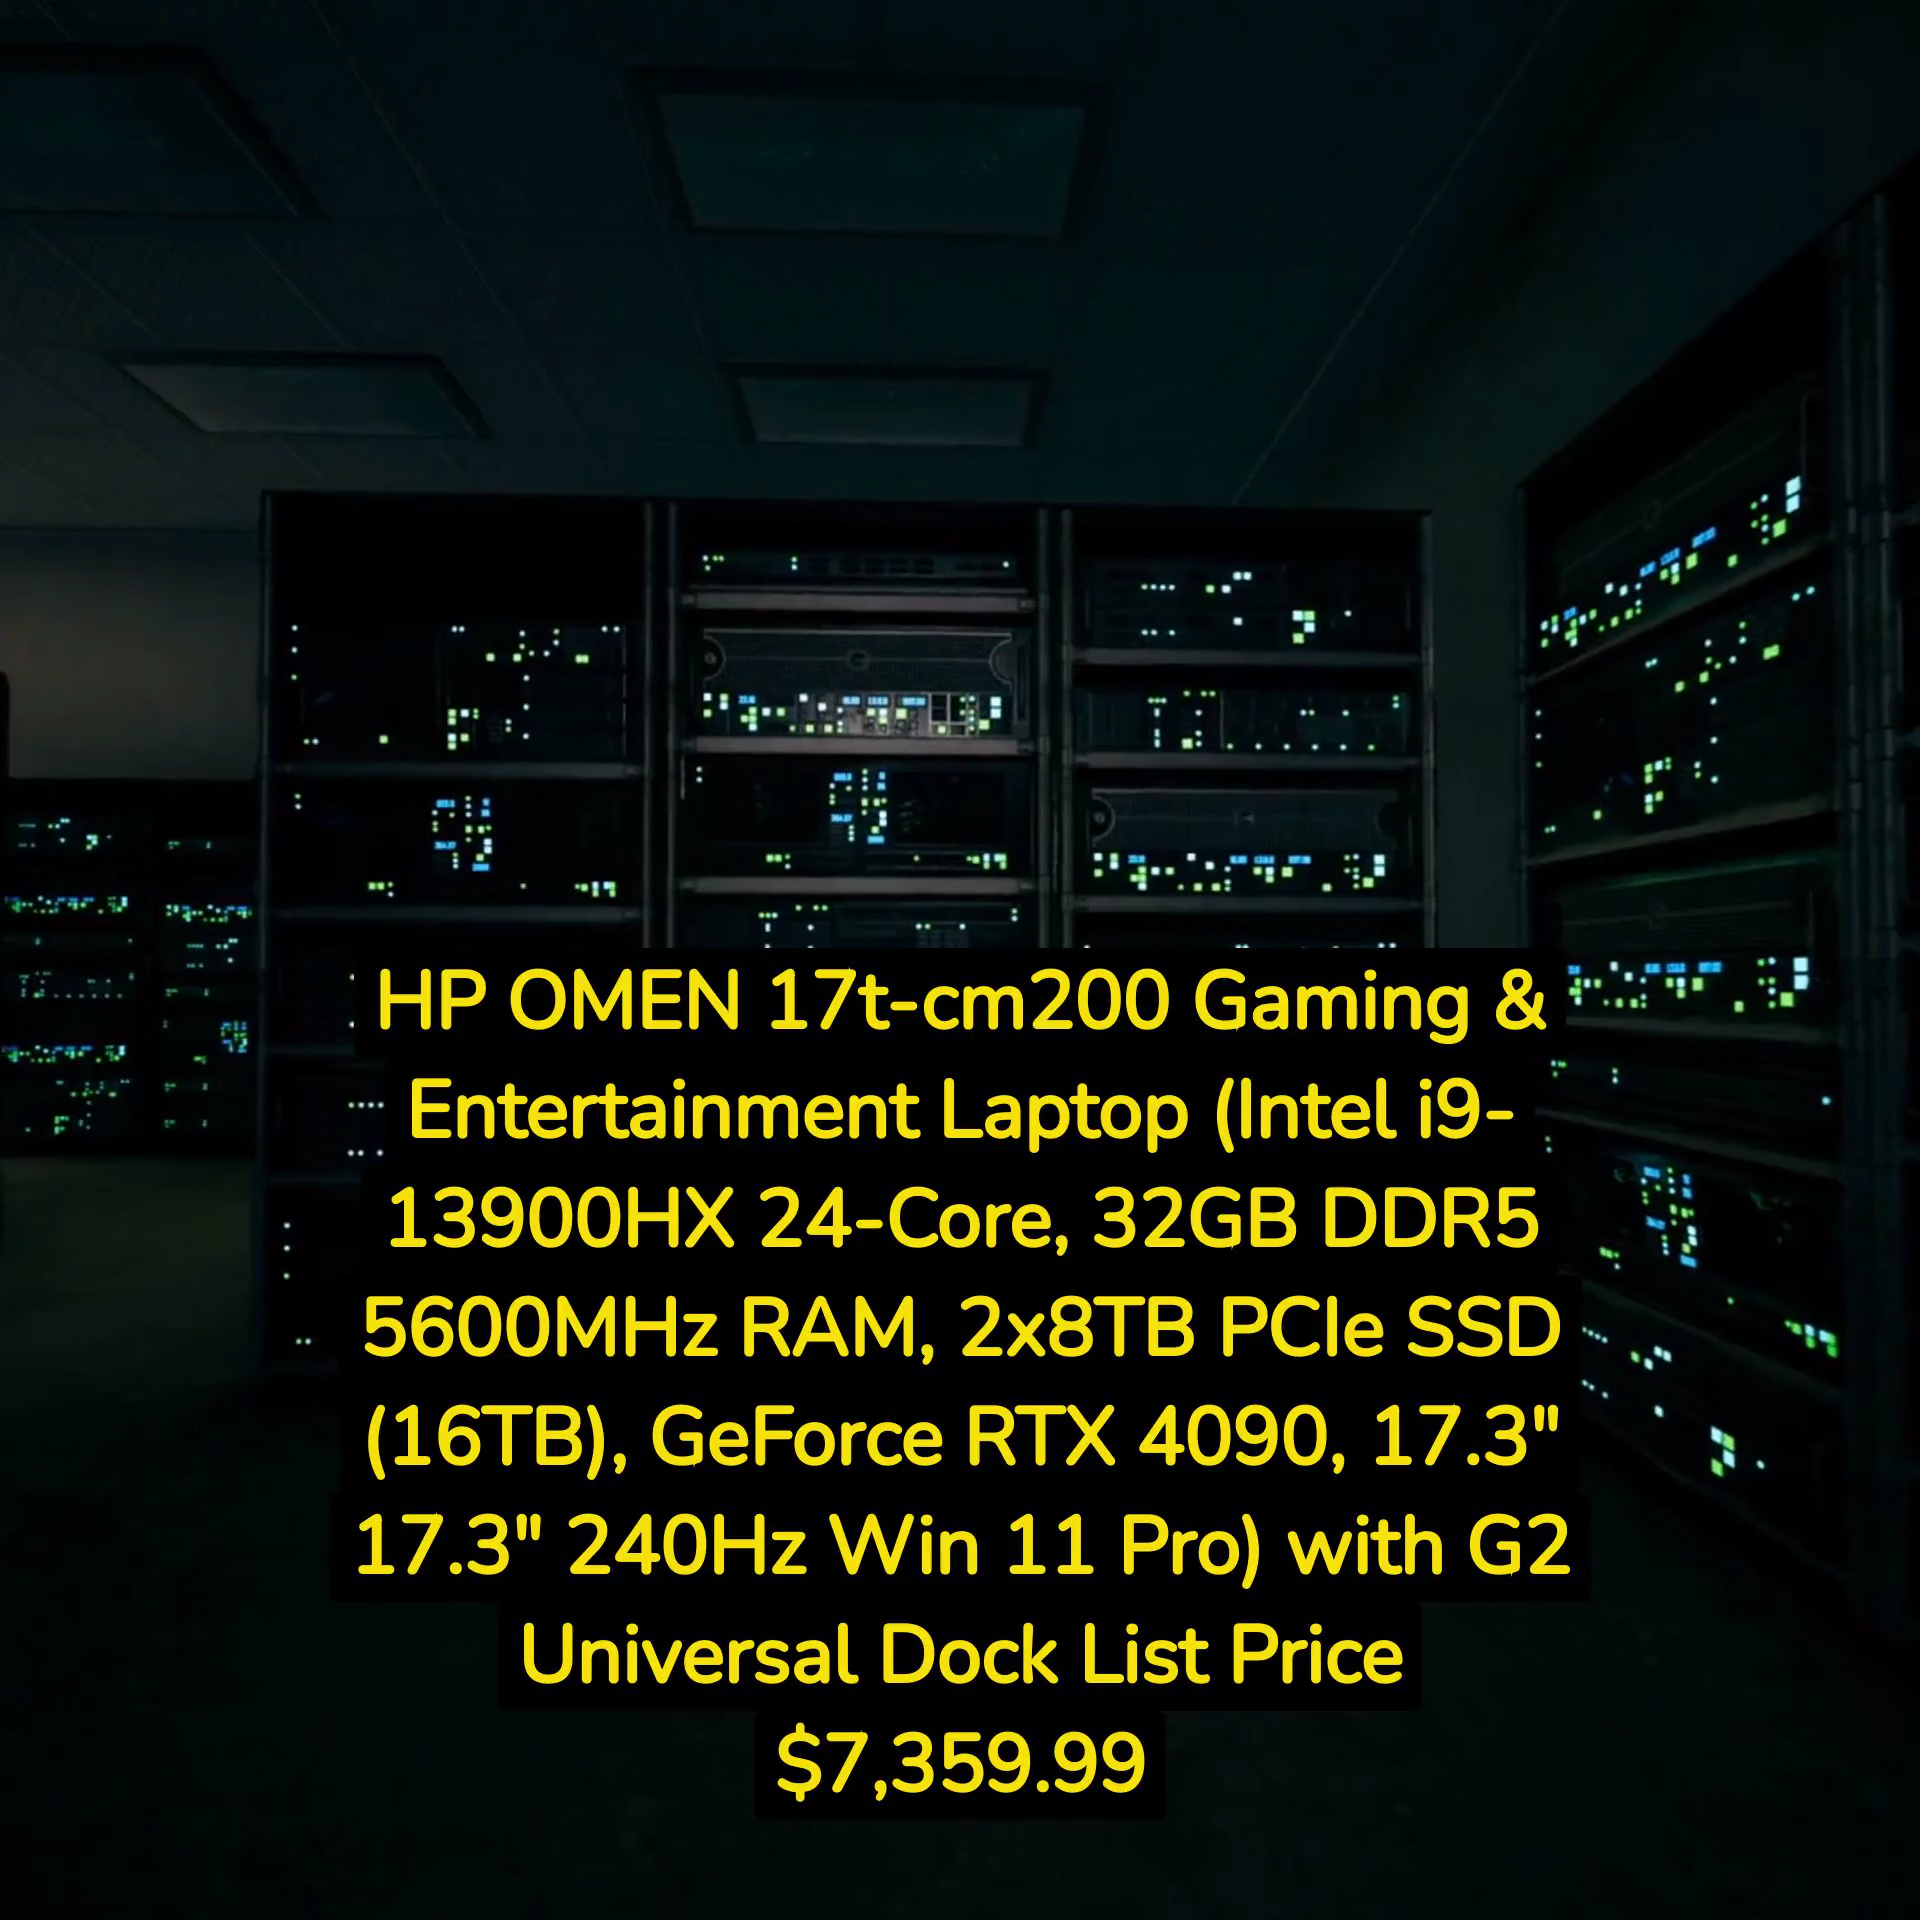 HP OMEN 17t-cm200 Gaming &
Entertainment Laptop (Intel i9-
13900HX 24-Core, 32GB DDR5
5600MHz RAM, 2x8TB PCIe SSD
(16TB), GeForce RTX 4090, 17.3"
17.3" 240Hz Win 11 Pro) with G2
Universal Dock List Price
$7,359.99